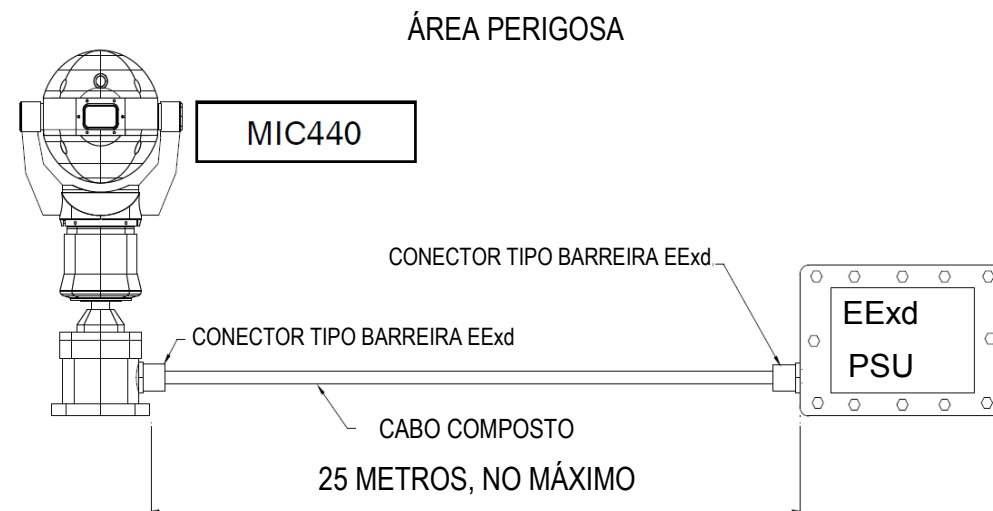 ÁREA PERIGOSA
MIC440
CONECTOR TIPO BARREIRA EExd
EExd
PSU
CONECTOR TIPO BARREIRA EExd
CABO COMPOSTO
25 METROS, NO MÁXIMO